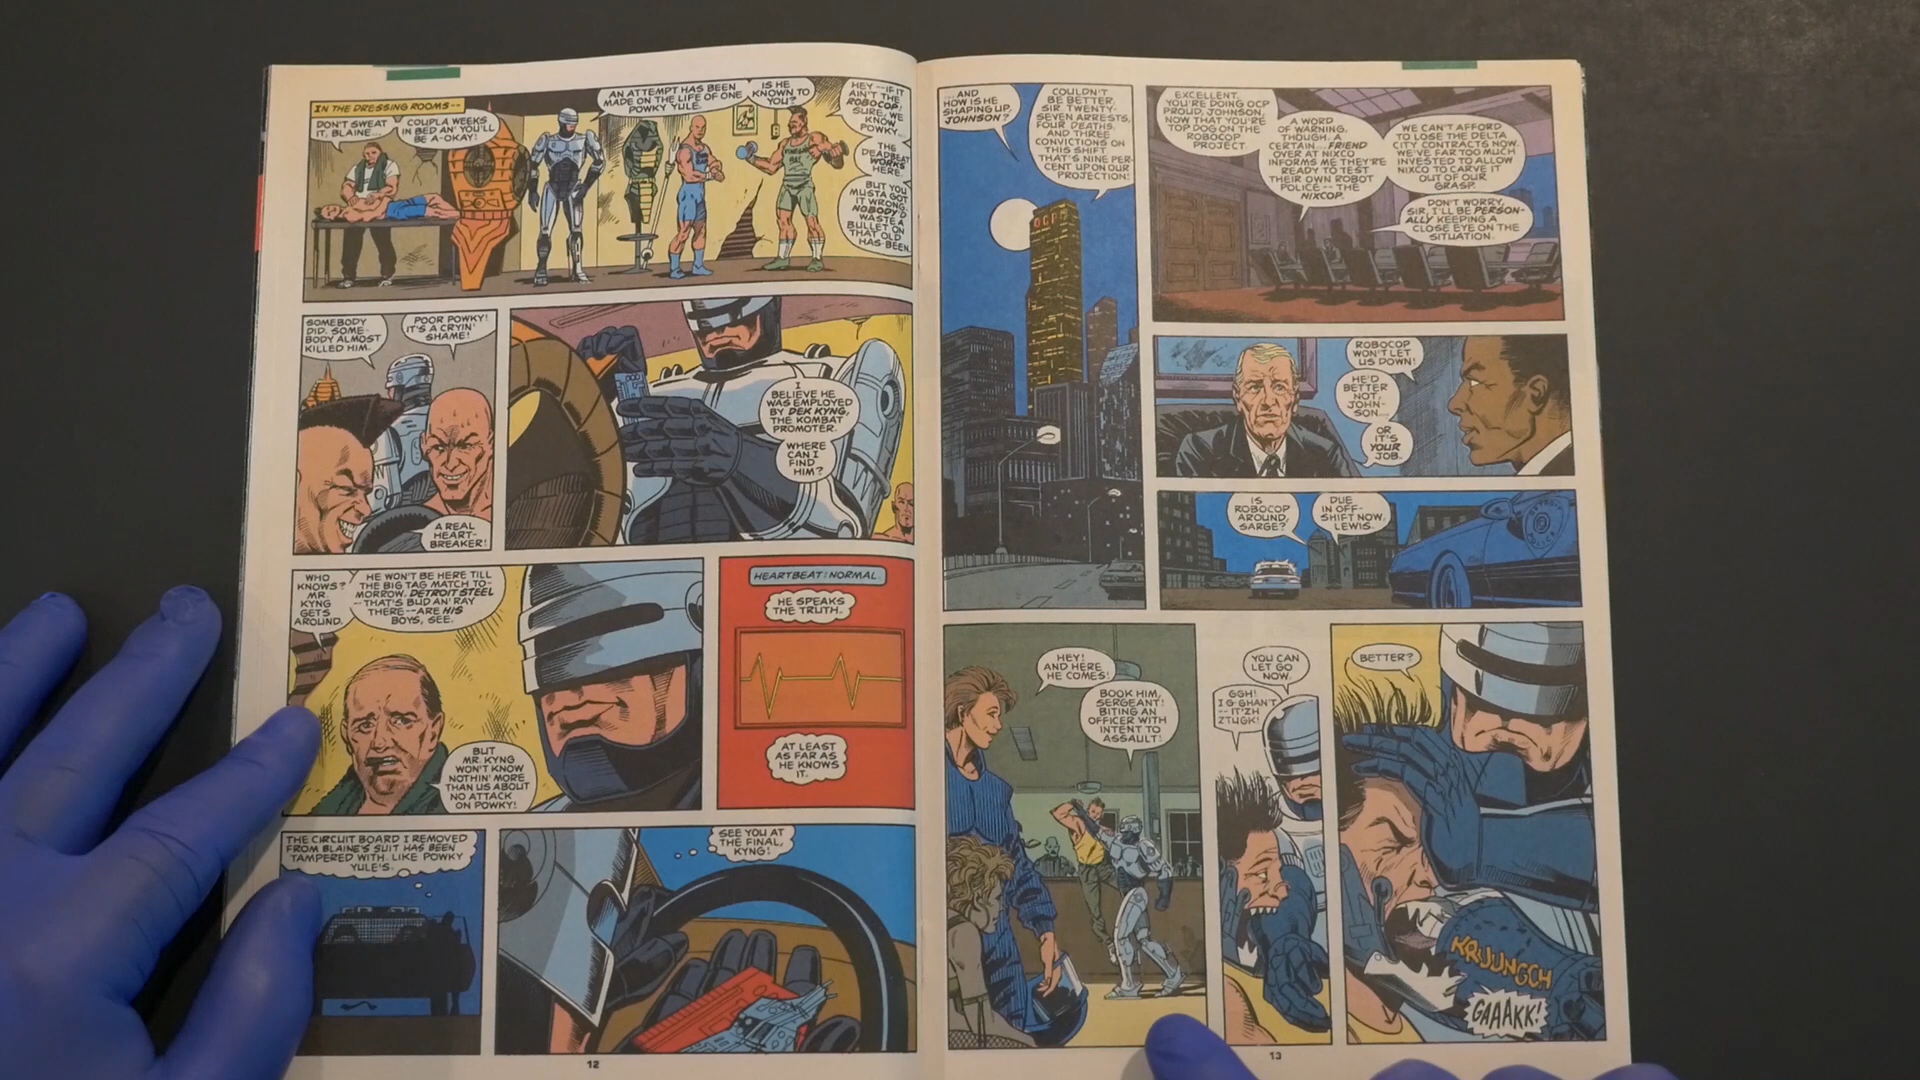 IN THE DRESSING ROOMS--
DON'T SWEAT
IT, BLAINE...
COUPLA WEEKS
IN BED AN' YOU'LL
BE A-OKAY!
AN ATTEMPT HAS BEEN
MADE ON THE LIFE OF ONE
POWKY YULE.
IS HE
KNOWN TO
YOU?
HEY--IF IT
AIN'T THE
ROBOCOP,
SURE, WE
KNOW
POWKY.
THE
DEADBEAT
WORKS
HERE.
BUT YOU
MUSTA GOT
IT WRONG.
NOBODY'D
WASTE A
BULLET ON
THAT OLD
HAS-BEEN.
SOMEBODY
DID. SOME-
BODY ALMOST
KILLED HIM.
POOR POWKY!
IT'S A CRYIN'
SHAME!
A REAL
HEART-
BREAKER!
I
BELIEVE HE
WAS EMPLOYED
BY DEK KYNG,
THE KOMBAT
PROMOTER.
WHERE
CAN I
FIND
HIM?
WHO
KNOWS?
MR.
KYNG
GETS
AROUND.
HE WON'T BE HERE TILL
THE BIG TAG MATCH TO-
MORROW. DETROIT STEEL
--THAT'S BUD AN' RAY
THERE--ARE HIS
BOYS, SEE.
BUT
MR. KYNG
WON'T KNOW
NOTHIN' MORE
THAN US ABOUT
NO ATTACK
ON POWKY!
HEARTBEAT: NORMAL.
HE SPEAKS
THE TRUTH.
AT LEAST
AS FAR AS
HE KNOWS
IT.
THE CIRCUIT BOARD I REMOVED
FROM BLAINE'S SUIT HAS BEEN
TAMPERED WITH. LIKE POWKY
YULE'S.
SEE YOU AT
THE FINAL,
KYNG!
12
...AND
HOW IS HE
SHAPING UP,
JOHNSON?
COULDN'T
BE BETTER,
SIR. TWENTY-
SEVEN ARRESTS,
FOUR DEATHS,
AND THREE
CONVICTIONS ON
THIS SHIFT.
THAT'S NINE PER-
CENT UP ON OUR
PROJECTION!
OCP
EXCELLENT.
YOU'RE DOING OCP
PROUD, JOHNSON,
NOW THAT YOU'RE
TOP DOG ON THE
ROBOCOP
PROJECT.
A WORD
OF WARNING,
THOUGH. A
CERTAIN...FRIEND
OVER AT NIXCO
INFORMS ME THEY'RE
READY TO TEST
THEIR OWN ROBOT
POLICE -- THE
NIXCOP.
WE CAN'T AFFORD
TO LOSE THE DELTA
CITY CONTRACTS NOW.
WE'VE FAR TOO MUCH
INVESTED TO ALLOW
NIXCO TO CARVE IT
OUT OF OUR
GRASP.
DON'T WORRY,
SIR, I'LL BE PERSON-
ALLY KEEPING A
CLOSE EYE ON THE
SITUATION.
ROBOCOP
WON'T LET
US DOWN!
HE'D
BETTER
NOT,
JOHN-
SON...
OR
IT'S
YOUR
JOB.
IS
ROBOCOP
AROUND,
SARGE?
DUE
IN OFF-
SHIFT NOW,
LEWIS.
HEY!
AND HERE
HE COMES!
BOOK HIM,
SERGEANT!
BITING AN
OFFICER WITH
INTENT TO
ASSAULT!
YOU CAN
LET GO
NOW.
GGH!
I G-GHAN'T
-- IT'ZH
ZTUGK!
BETTER?
KRJUNGCH
GAAAKK!
13